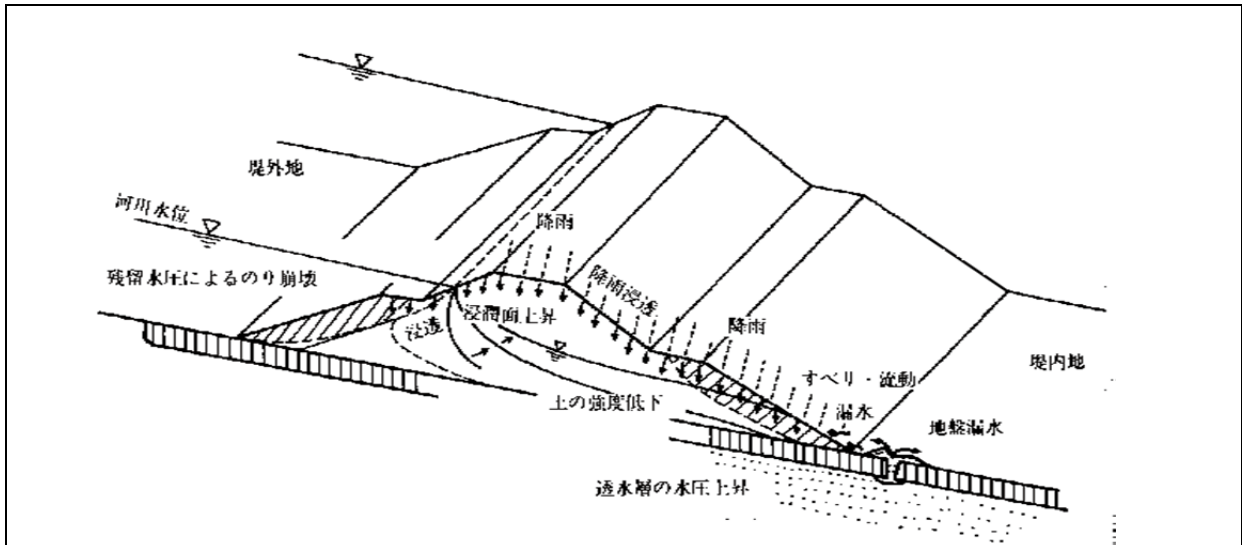 堤外地
河川水位
降雨
残留水圧によるのり崩壊
降雨浸透
浸透
浸潤面上昇
降雨
堤内地
すべり・流動
土の強度低下
漏水
地盤漏水
透水層の水圧上昇